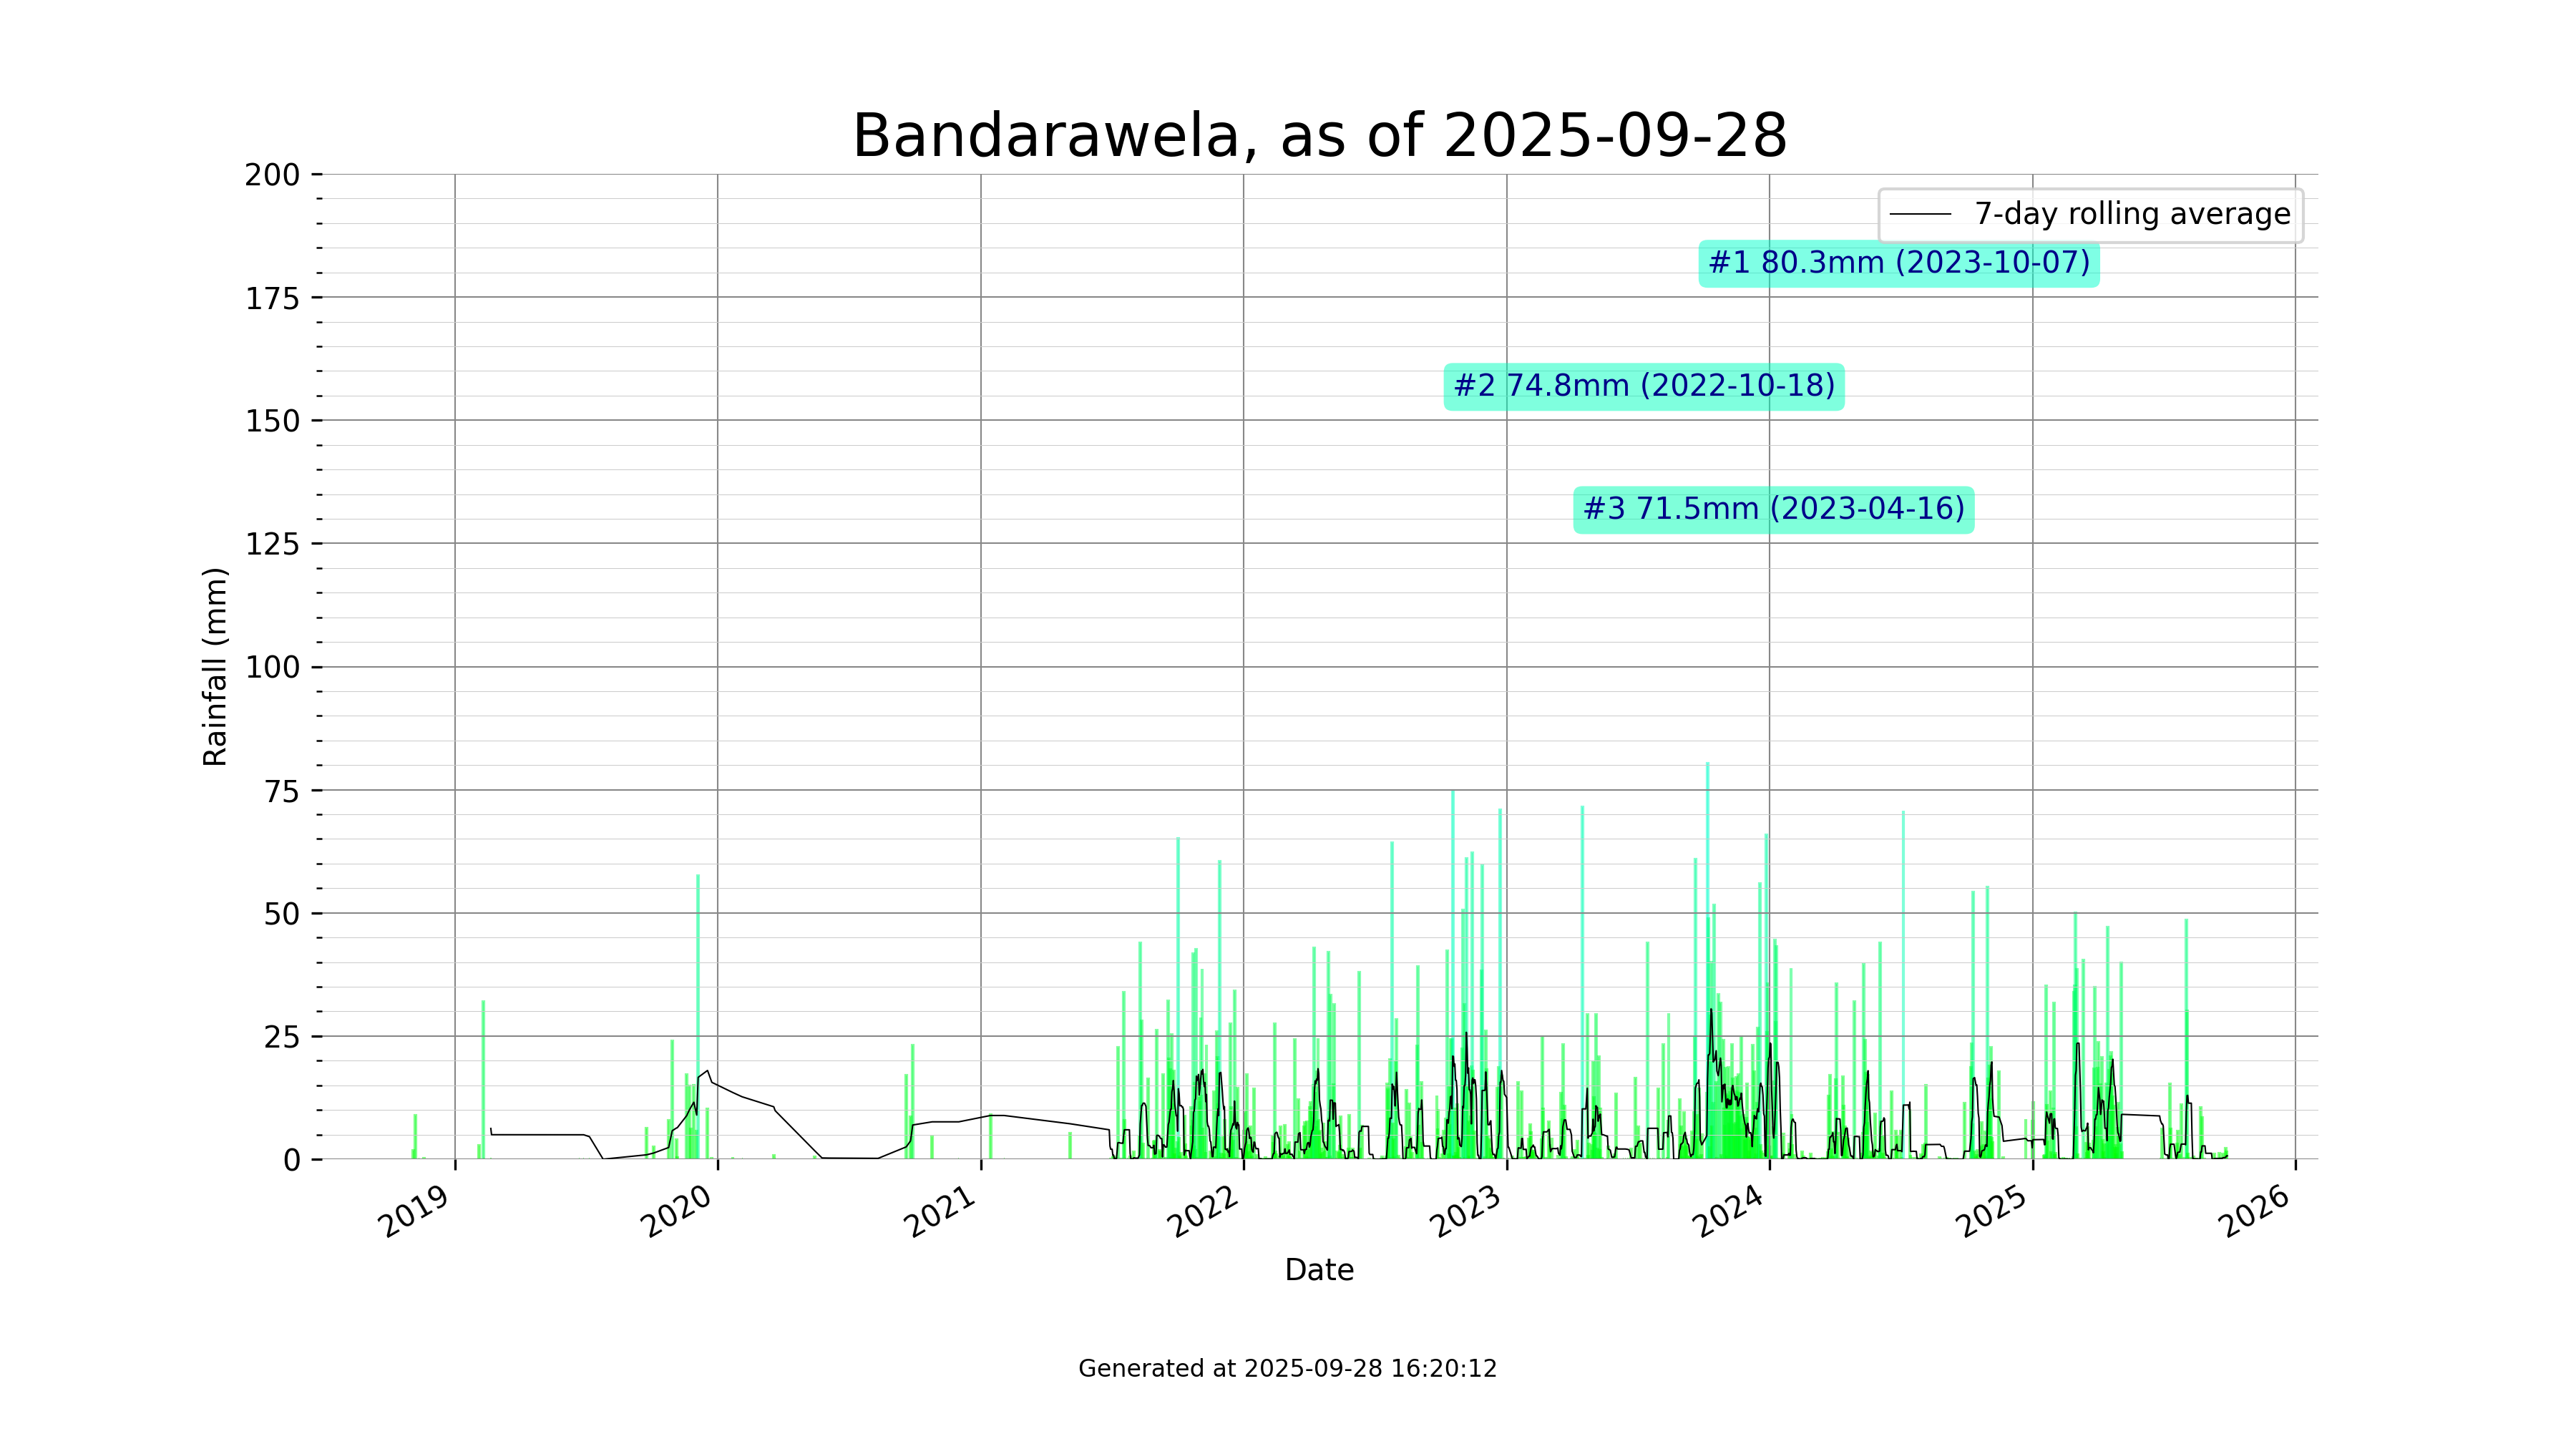 Bandarawela, as of 2025-09-28
200
175
150
125
100
75
50
25
0
Rainfall (mm)
7-day rolling average
#1 80.3mm (2023-10-07)
#2 74.8mm (2022-10-18)
#3 71.5mm (2023-04-16)
2019
2020
2021
2022
2023
2024
2025
2026
Date
Generated at 2025-09-28 16:20:12